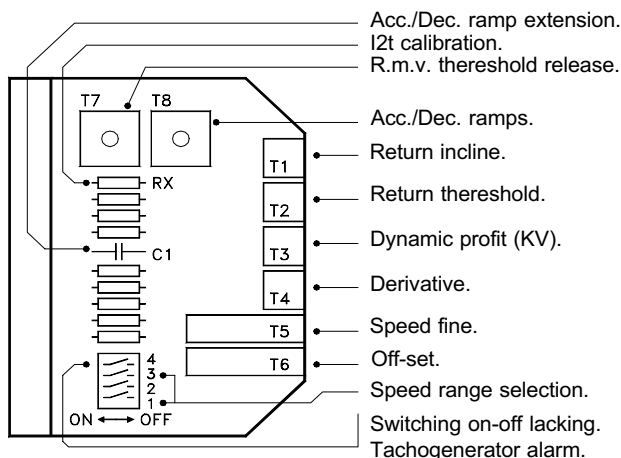 Acc./Dec. ramp extension.
I2t calibration.
R.m.v. thereshold release.
T7 T8
Acc./Dec. ramps.
T1 Return incline.
RX
T2 Return thereshold.
T3 Dynamic profit (KV).
C1
T4 Derivative.
T5 Speed fine.
T6 Off-set.
4
3
2
1
Speed range selection.
ON OFF
Switching on-off lacking.
Tachogenerator alarm.